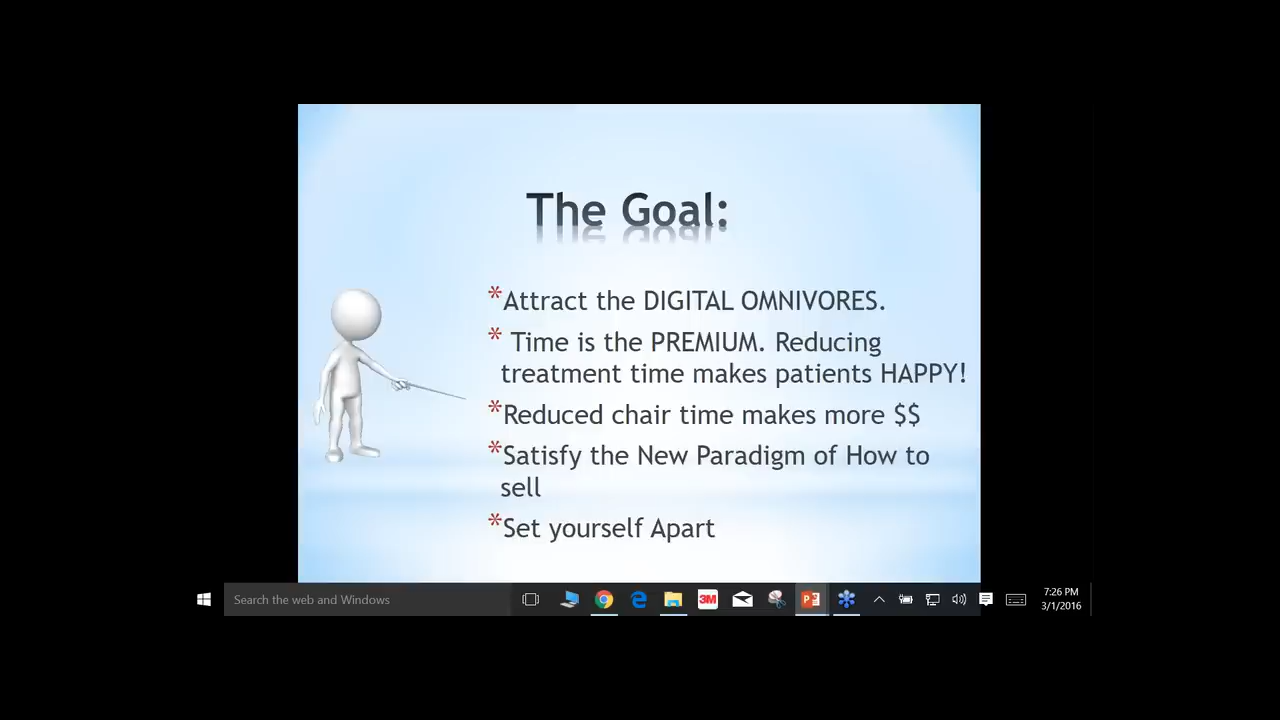 The Goal:
*Attract the DIGITAL OMNIVORES.
* Time is the PREMIUM. Reducing
treatment time makes patients HAPPY!
*Reduced chair time makes more $$
*Satisfy the New Paradigm of How to
sell
*Set yourself Apart
Search the web and Windows
3M
P
7:26 PM
3/1/2016